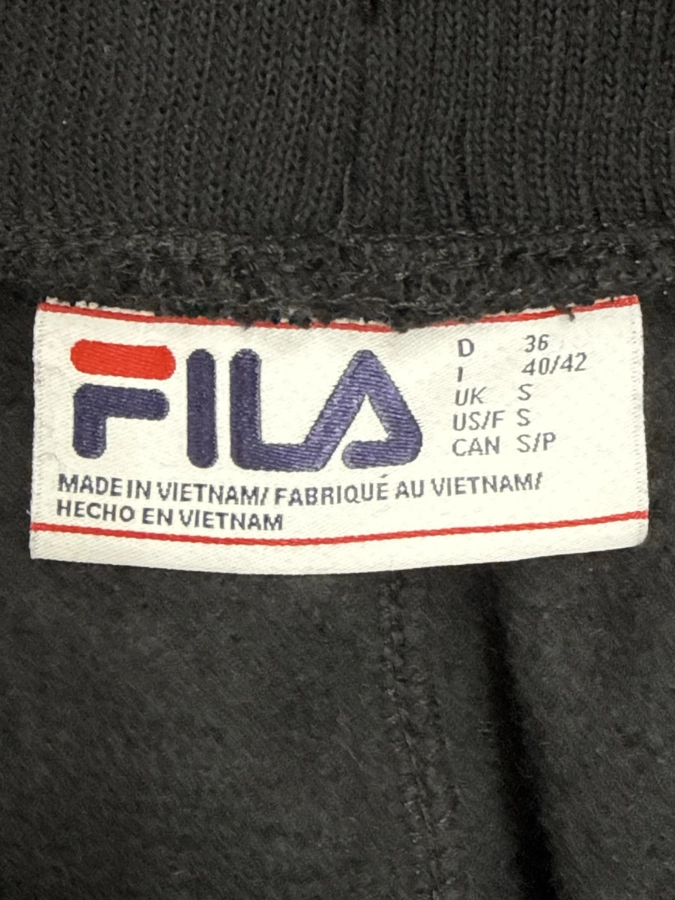 FILA
D 36
I 40/42
UK S
US/F S
CAN S/P
MADE IN VIETNAM/ FABRIQUÉ AU VIETNAM/
HECHO EN VIETNAM